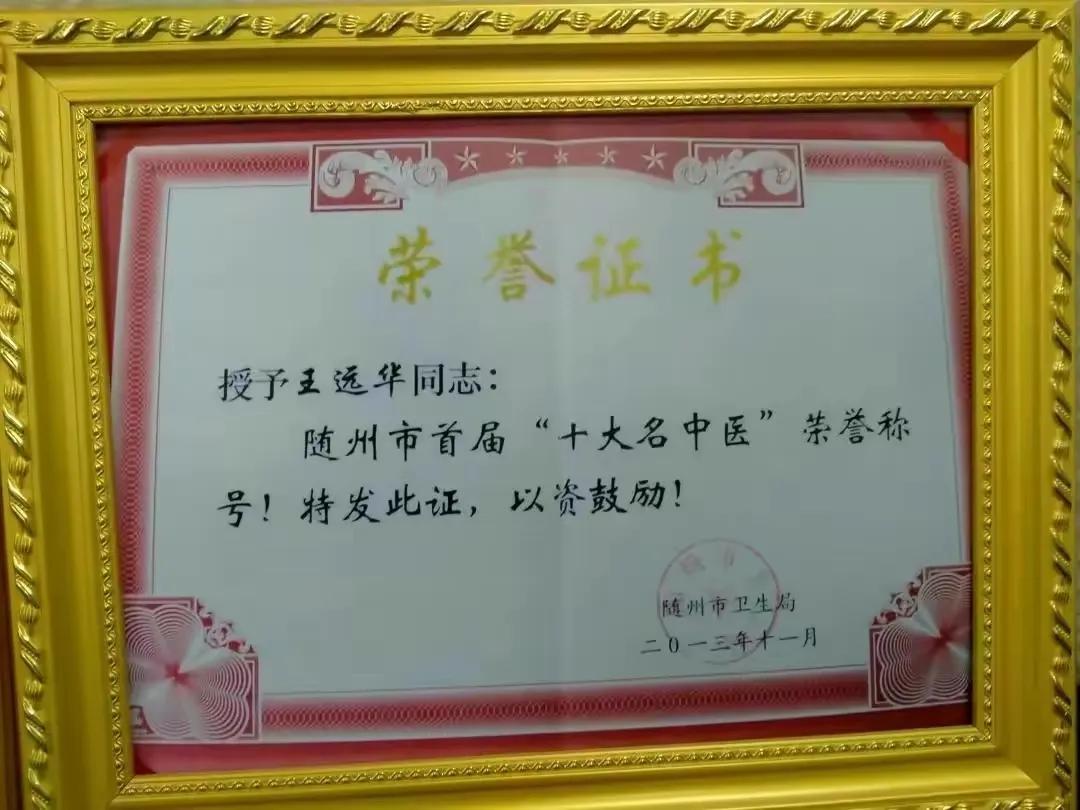 荣誉证书
授予王远华同志：
随州市首届“十大名中医”荣誉称
号！特发此证，以资鼓励！
随州市卫生局
二〇一三年十一月